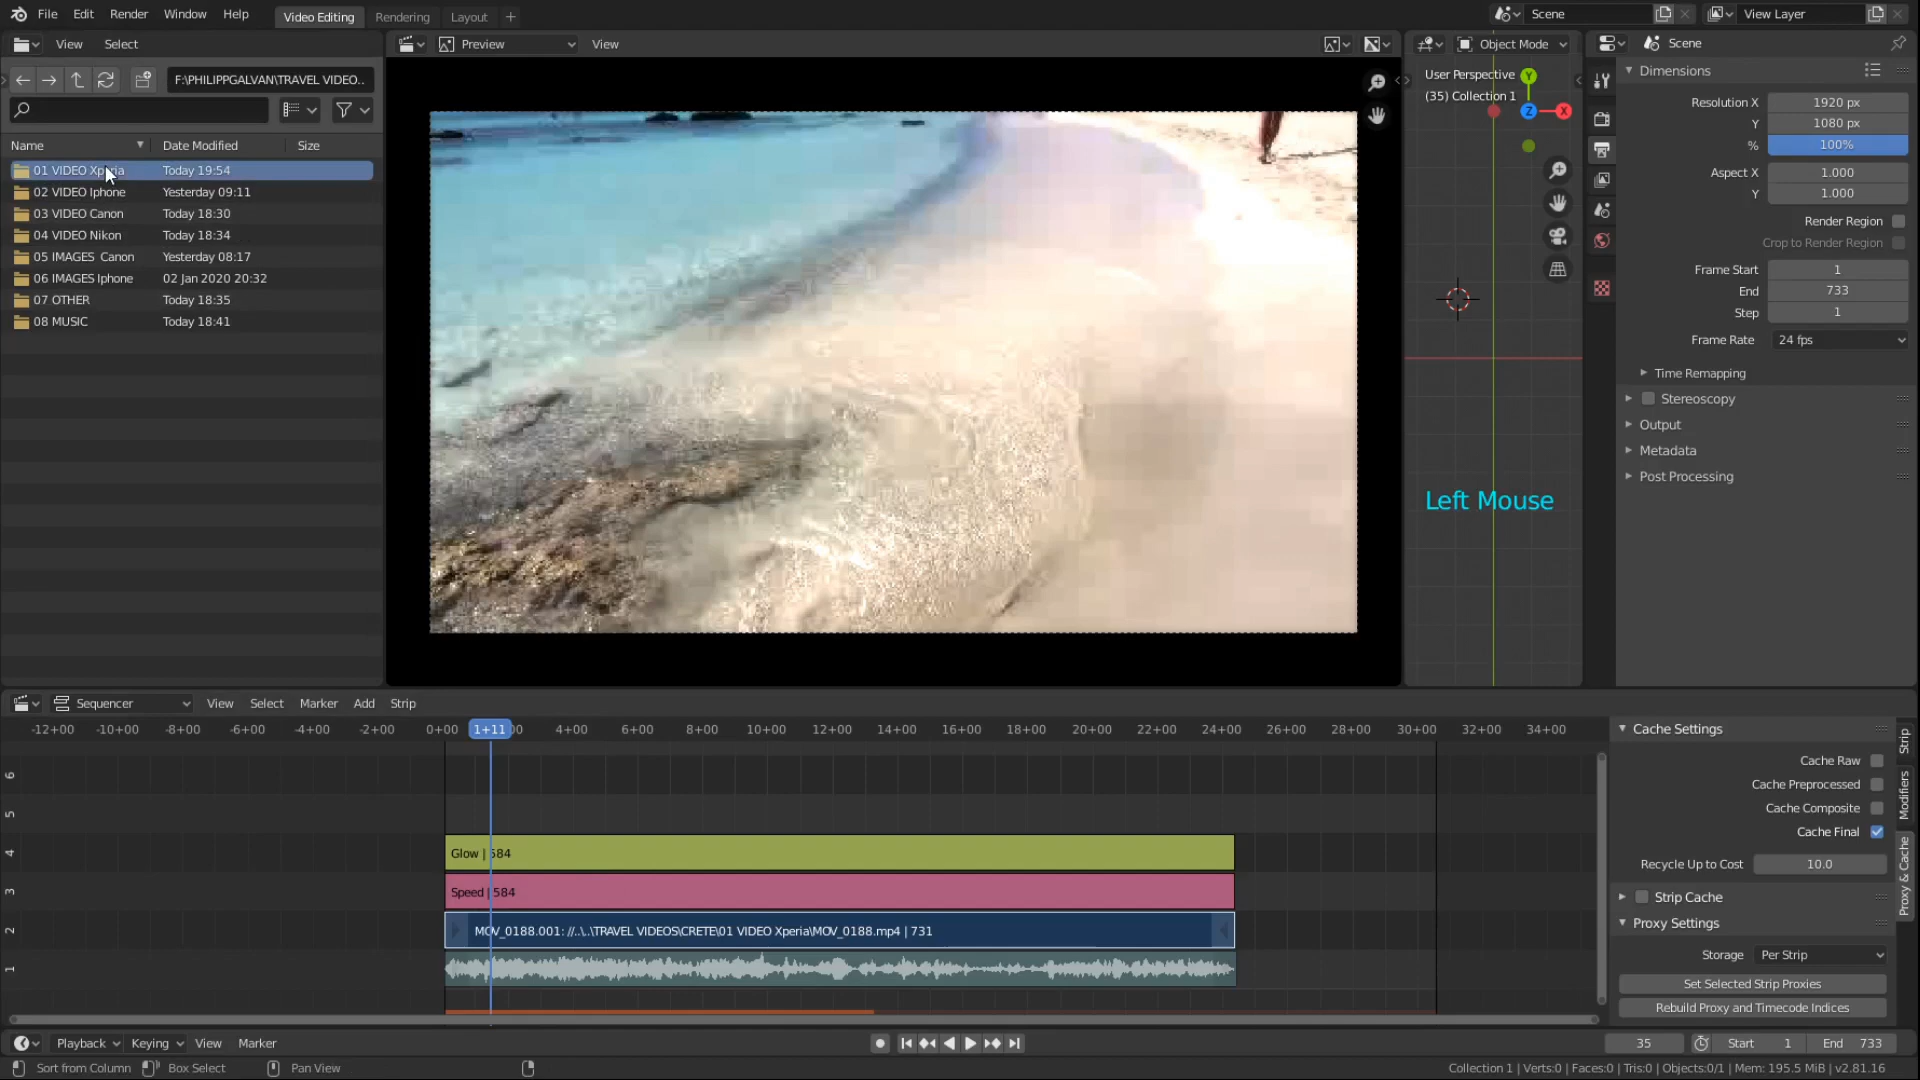 File Edit Render Window Help Video Editing Rendering Layout + Scene View Layer
View Select Preview View Object Mode Scene
F:\PHILIPPGALVAN\TRAVEL VIDEO..
Name Date Modified Size
01 VIDEO Xperia Today 19:54
02 VIDEO Iphone Yesterday 09:11
03 VIDEO Canon Today 18:30
04 VIDEO Nikon Today 18:34
05 IMAGES Canon Yesterday 08:17
06 IMAGES Iphone 02 Jan 2020 20:32
07 OTHER Today 18:35
08 MUSIC Today 18:41
User Perspective
(35) Collection 1
Y
Z X
Left Mouse
Dimensions
Resolution X 1920 px
Y 1080 px
% 100%
Aspect X 1.000
Y 1.000
Render Region
Crop to Render Region
Frame Start 1
End 733
Step 1
Frame Rate 24 fps
Time Remapping
Stereoscopy
Output
Metadata
Post Processing
Sequencer View Select Marker Add Strip
-12+00 -10+00 -8+00 -6+00 -4+00 -2+00 0+00 1+11 4+00 6+00 8+00 10+00 12+00 14+00 16+00 18+00 20+00 22+00 24+00 26+00 28+00 30+00 32+00 34+00
6
5
4 Glow | 584
3 Speed | 584
2 MOV_0188.001: //..\..\TRAVEL VIDEOS\CRETE\01 VIDEO Xperia\MOV_0188.mp4 | 731
1
Cache Settings
Cache Raw
Cache Preprocessed
Cache Composite
Cache Final
Recycle Up to Cost 10.0
Strip Cache
Proxy Settings
Storage Per Strip
Set Selected Strip Proxies
Rebuild Proxy and Timecode Indices
Strip
Modifiers
Proxy & Cache
Playback Keying View Marker 35 Start 1 End 733
Sort from Column Box Select Pan View Collection 1 | Verts:0 | Faces:0 | Tris:0 | Objects:0/1 | Mem: 195.5 MiB | v2.81.16